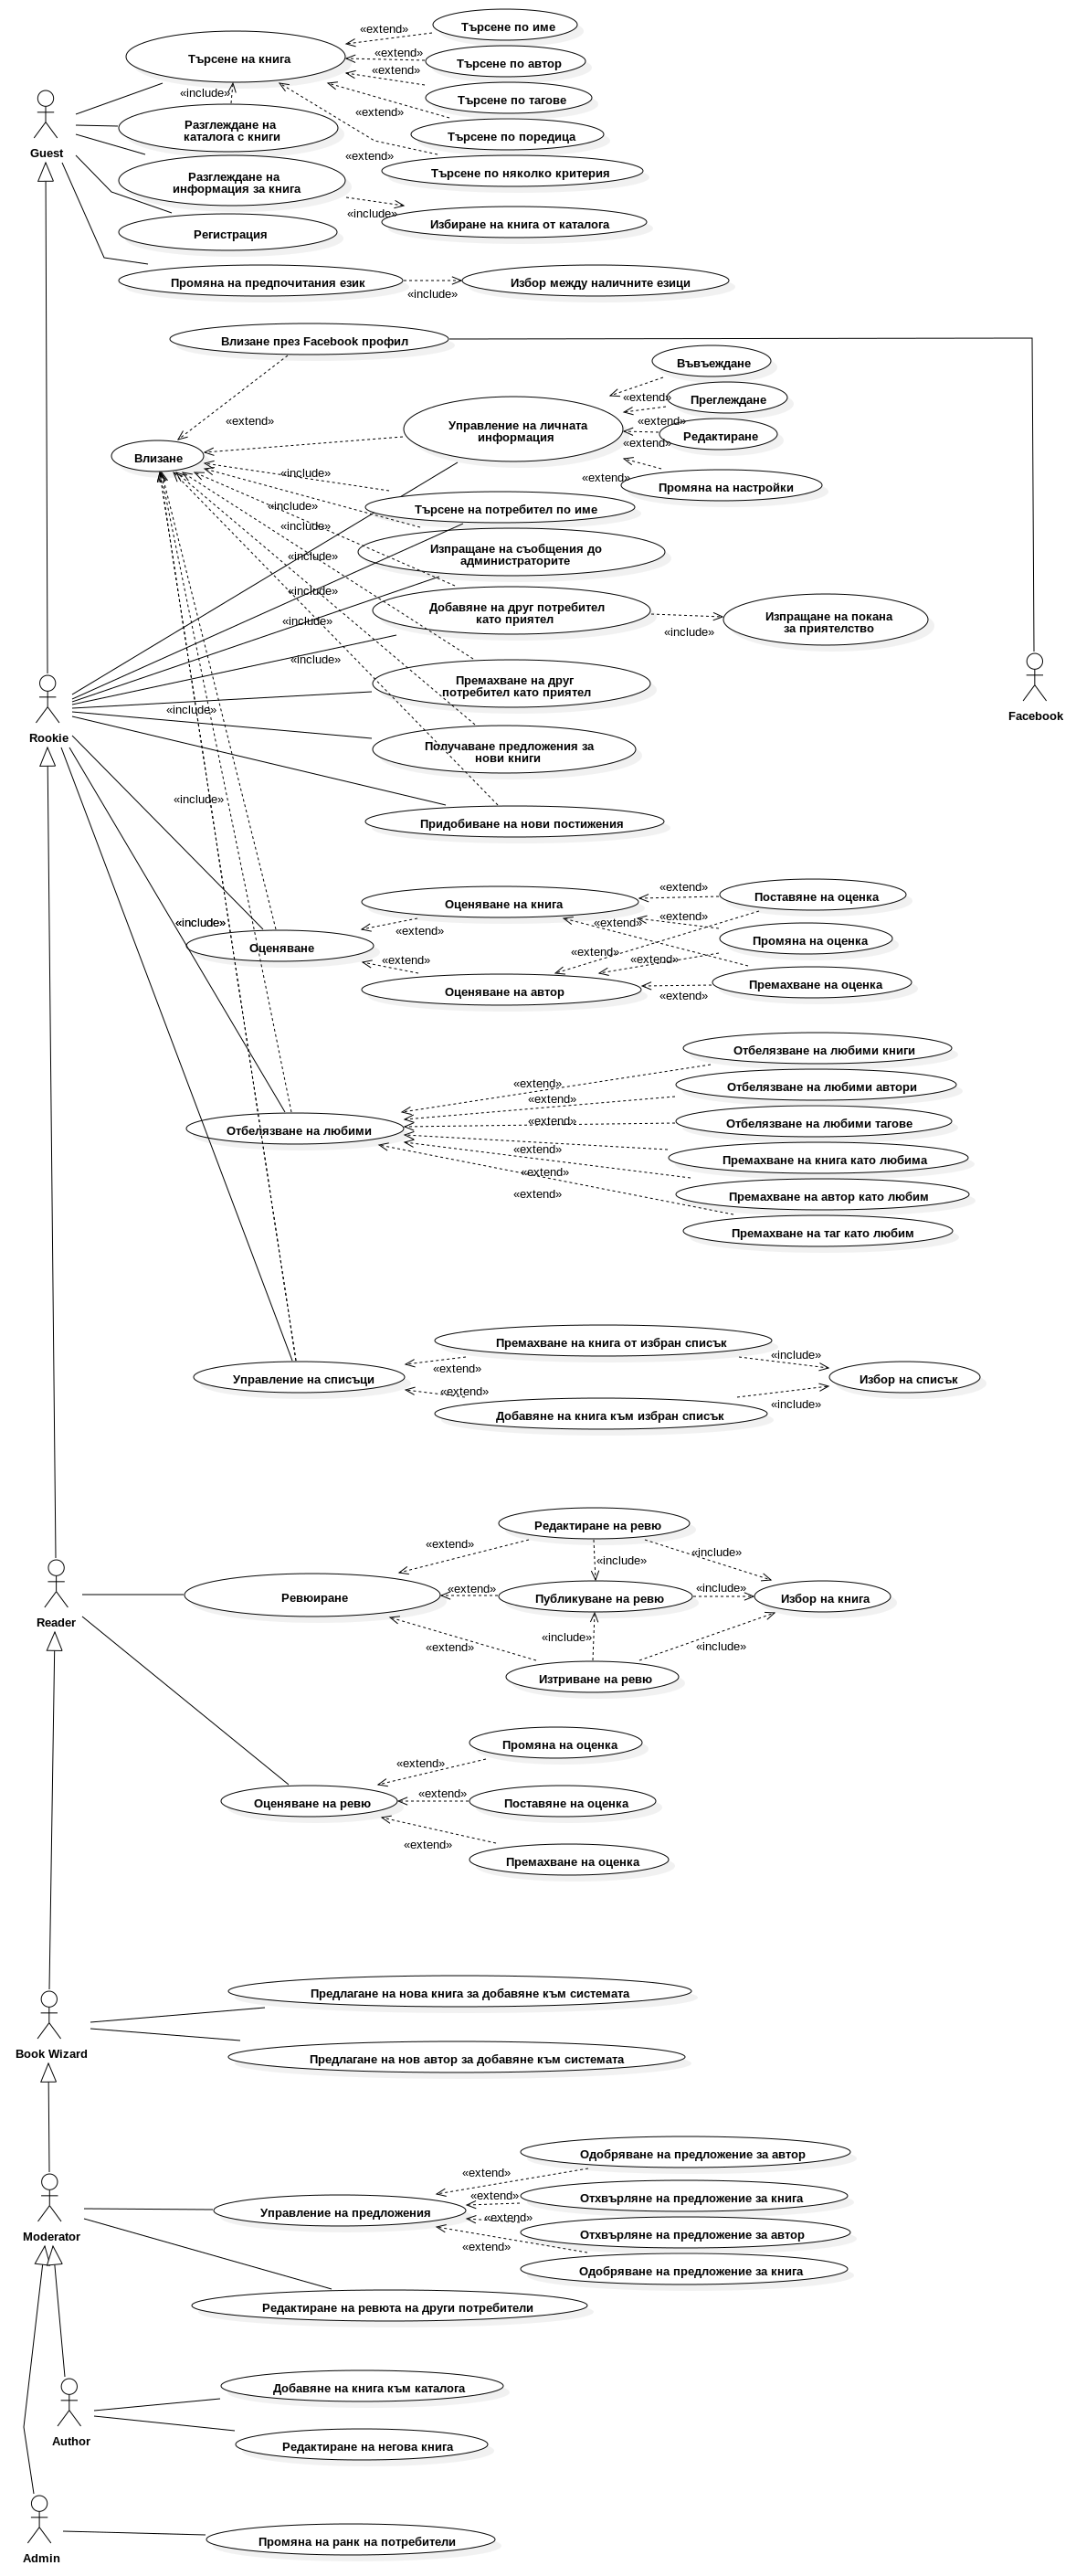 «extend»
Търсене по име
Търсене на книга
«extend»
Търсене по автор
«extend»
Търсене по тагове
«include»
«extend»
Търсене по поредица
Guest
Разглеждане на
каталога с книги
«extend»
Търсене по няколко критерия
Разглеждане на
информация за книга
«include»
Избиране на книга от каталога
Регистрация
Промяна на предпочитания език
«include»
Избор между наличните езици
Влизане през Facebook профил
Във‌ъеждане
«extend»
Преглеждане
«extend»
Управление на личната
информация
«extend»
Редактиране
«extend»
Влизане
«extend»
Промяна на настройки
«include»
Търсене на потребител по име
«include»
«include»
Изпращане на съобщения до
администраторите
«include»
«include»
Добавяне на друг потребител
като приятел
«include»
«include»
Изпращане на покана
за приятелство
«include»
Премахване на друг
потребител като приятел
Facebook
Rookie
«include»
Получаване предложения за
нови книги
«include»
Придобиване на нови постижения
«extend»
Поставяне на оценка
Оценяване на книга
«extend»
«extend»
«include»
«extend»
Промяна на оценка
Оценяване
«extend»
«extend»
«extend»
Оценяване на автор
Премахване на оценка
«extend»
Отбелязване на любими книги
«extend»
Отбелязване на любими автори
«extend»
Отбелязване на любими
«extend»
Отбелязване на любими тагове
«extend»
Премахване на книга като любима
«extend»
Премахване на автор като любим
«extend»
Премахване на таг като любим
Премахване на книга от избран списък
«include»
«extend»
Управление на списъци
Избор на списък
«extend»
«include»
Добавяне на книга към избран списък
Редактиране на ревю
«extend»
«include»
«include»
Reader
Ревюиране
«extend»
Публикуване на ревю
«include»
Избор на книга
«extend»
«include»
«include»
Изтриване на ревю
Промяна на оценка
«extend»
Оценяване на ревю
«extend»
Поставяне на оценка
«extend»
Премахване на оценка
Предлагане на нова книга за добавяне към системата
Book Wizard
Предлагане на нов автор за добавяне към системата
Одобряване на предложение за автор
«extend»
«extend»
Отхвърляне на предложение за книга
Управление на предложения
«extend»
Moderator
Отхвърляне на предложение за автор
«extend»
Одобряване на предложение за книга
Редактиране на ревюта на други потребители
Добавяне на книга към каталога
Author
Редактиране на негова книга
Промяна на ранк на потребители
Admin